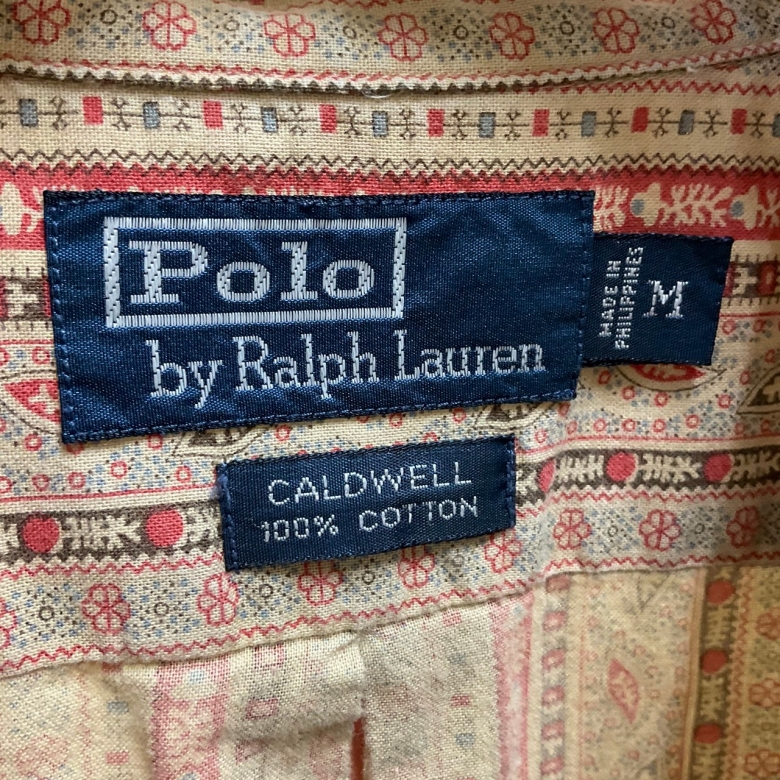 Polo
by Ralph Lauren
MADE IN
PHILIPPINES
M
CALDWELL
100% COTTON